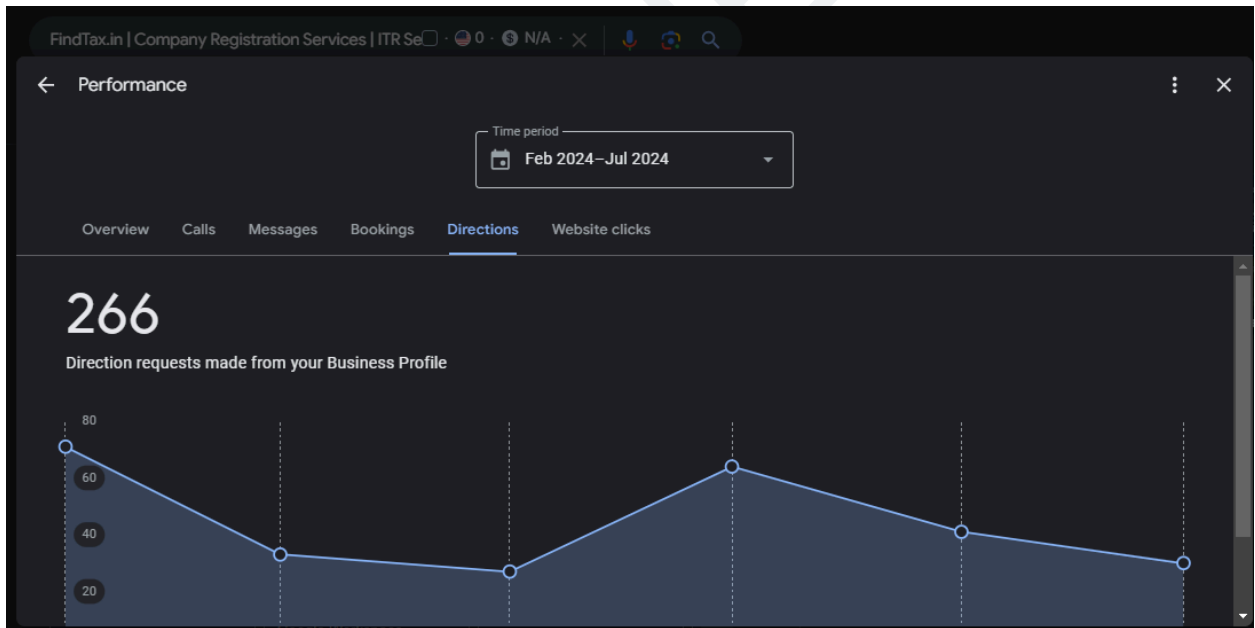 FindTax.in | Company Registration Services | ITR Se · 0 · N/A ·
Performance
Time period
Feb 2024–Jul 2024
Overview Calls Messages Bookings Directions Website clicks
266
Direction requests made from your Business Profile
80
60
40
20